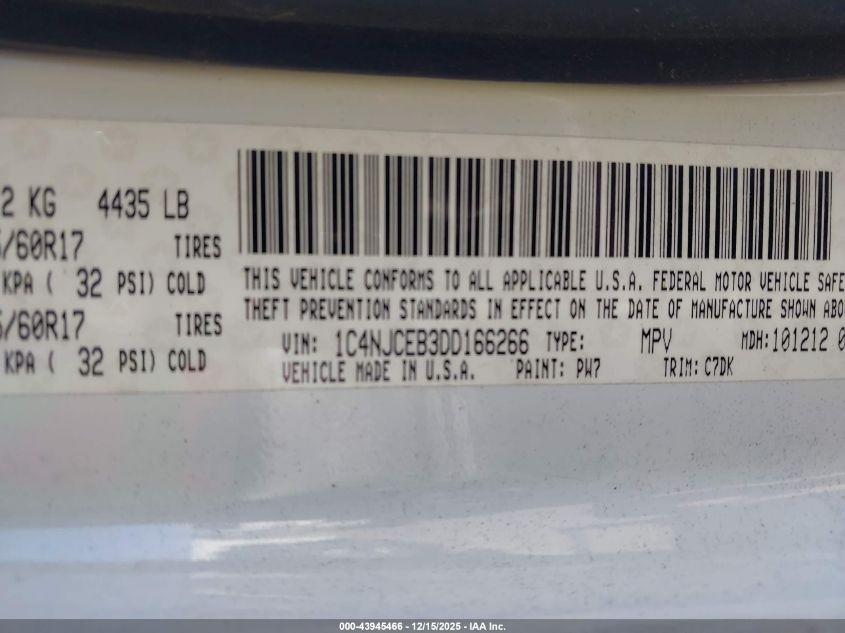 2 KG 4435 LB
/60R17 TIRES
KPA ( 32 PSI) COLD
/60R17 TIRES
KPA ( 32 PSI) COLD
THIS VEHICLE CONFORMS TO ALL APPLICABLE U.S.A. FEDERAL MOTOR VEHICLE SAFE
THEFT PREVENTION STANDARDS IN EFFECT ON THE DATE OF MANUFACTURE SHOWN ABO
VIN: 1C4NJCEB3DD166266 TYPE: MPV MDH:101212 0
VEHICLE MADE IN U.S.A. PAINT: PW7 TRIM: C7DK
000-43945466 - 12/15/2025 - IAA Inc.